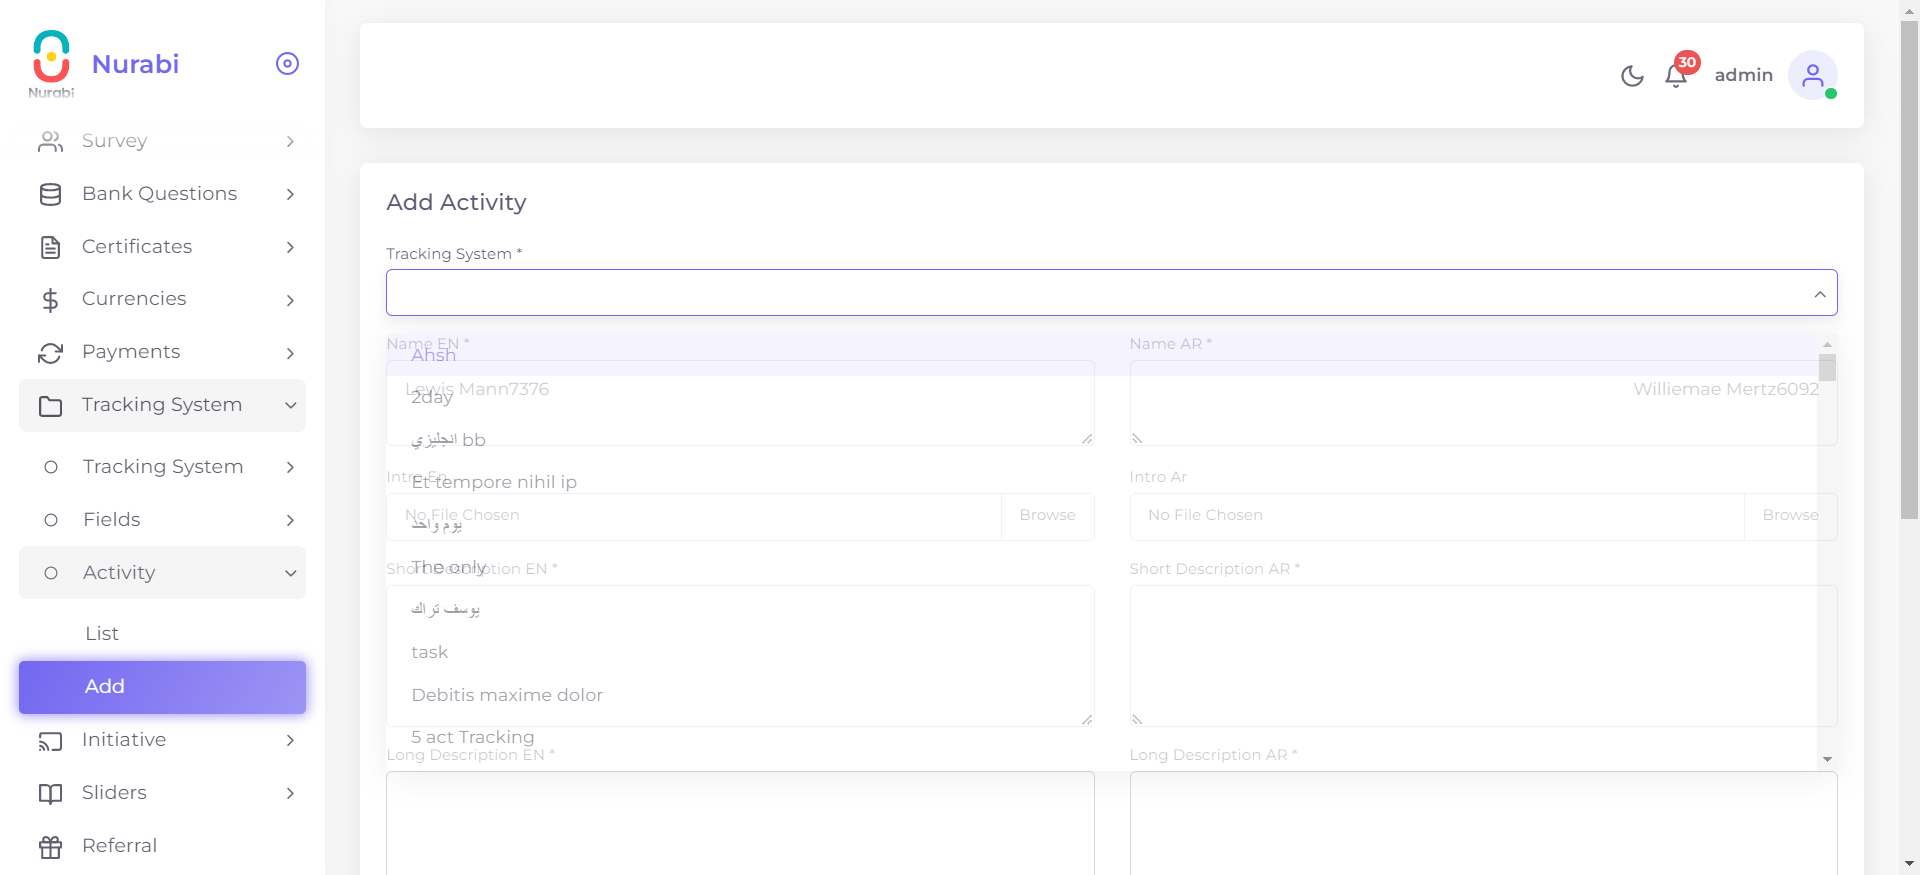 Nurabi
Nurabi
Survey
Bank Questions
Certificates
Currencies
Payments
Tracking System
Tracking System
Fields
Activity
List
Add
Initiative
Sliders
Referral
30
admin
Add Activity
Tracking System *
Name EN *
Name AR *
Ahsh
Lewis Mann7376
Williemae Mertz6092
2day
انجليزي bb
Intro En
Intro Ar
Et tempore nihil ip
No File Chosen
Browse
No File Chosen
Browse
يوم واحد
The only
Short Description EN *
Short Description AR *
يوسف تراك
task
Debitis maxime dolor
5 act Tracking
Long Description EN *
Long Description AR *